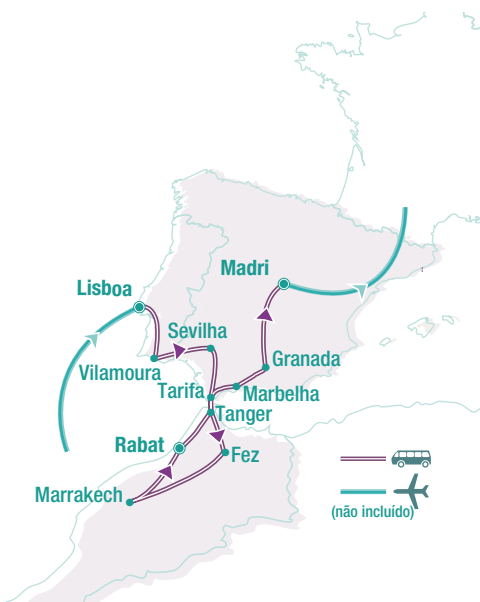 Madri
Lisboa
Sevilha
Vilamoura
Granada
Tarifa
Marbelha
Tanger
Rabat
Fez
Marrakech
(não incluído)